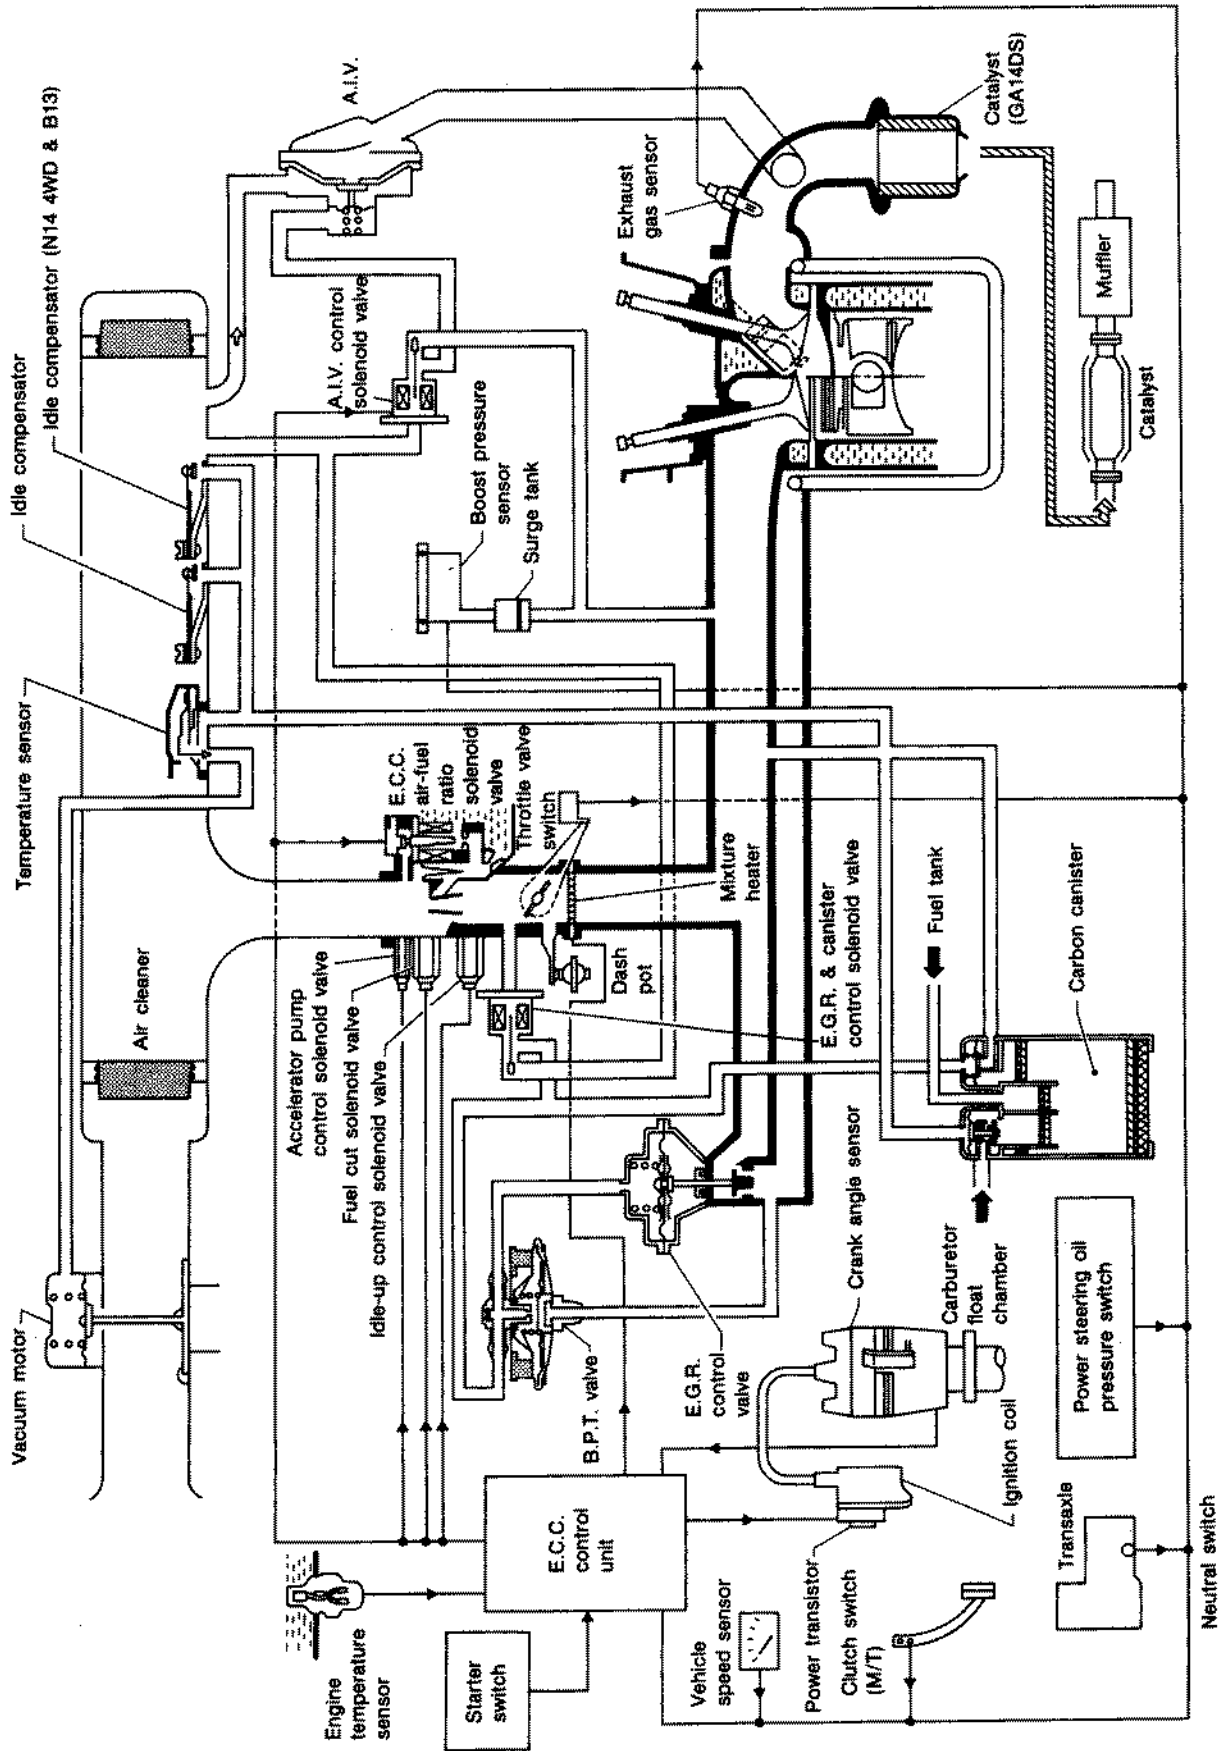 Vacuum motor
Air cleaner
Temperature sensor
Idle compensator
Idle compensator (N14 4WD & B13)
A.I.V.
Engine
temperature
sensor
Accelerator pump
control solenoid valve
Fuel cut solenoid valve
Idle-up control solenoid valve
E.C.C.
air-fuel
ratio
solenoid
valve
Throttle valve
switch
A.I.V. control
solenoid valve
Boost pressure
sensor
Surge tank
Starter
switch
E.C.C.
control
unit
B.P.T. valve
Dash
pot
Mixture
heater
Exhaust
gas sensor
Catalyst
(GA14DS)
Vehicle
speed sensor
Power transistor
Clutch switch
(M/T)
E.G.R.
control
valve
E.G.R. & canister
control solenoid valve
Crank angle sensor
Ignition coil
Carburetor
float
chamber
Fuel tank
Carbon canister
Muffler
Catalyst
Transaxle
Power steering oil
pressure switch
Neutral switch